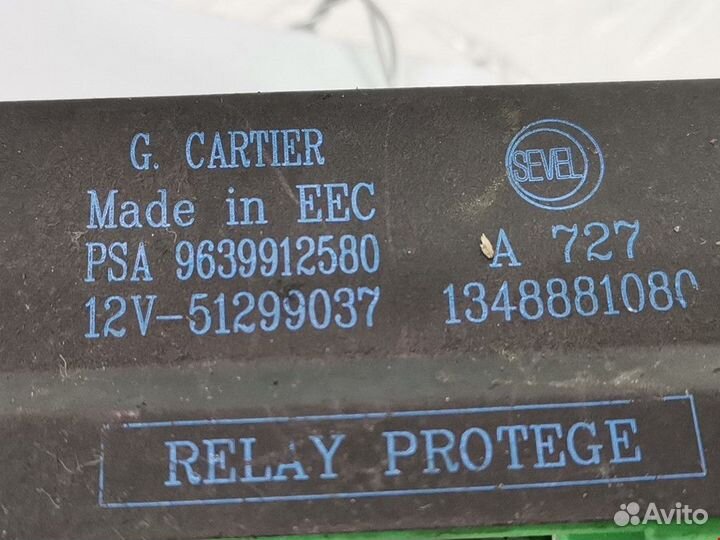 G. CARTIER
Made in EEC
PSA 9639912580
12V-51299037
SEVEL
A 727
1348881080
RELAY PROTEGE
Avito